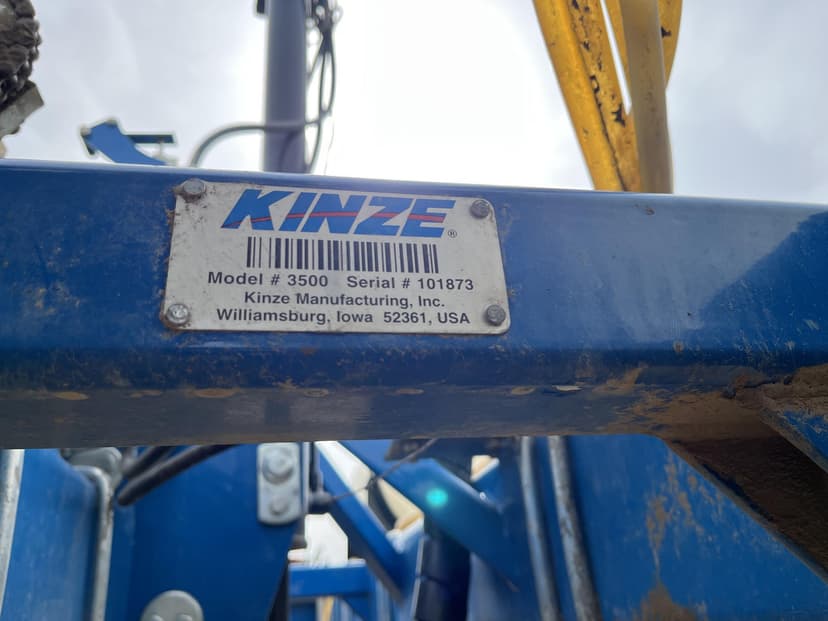 KINZE®
Model # 3500 Serial # 101873
Kinze Manufacturing, Inc.
Williamsburg, Iowa 52361, USA